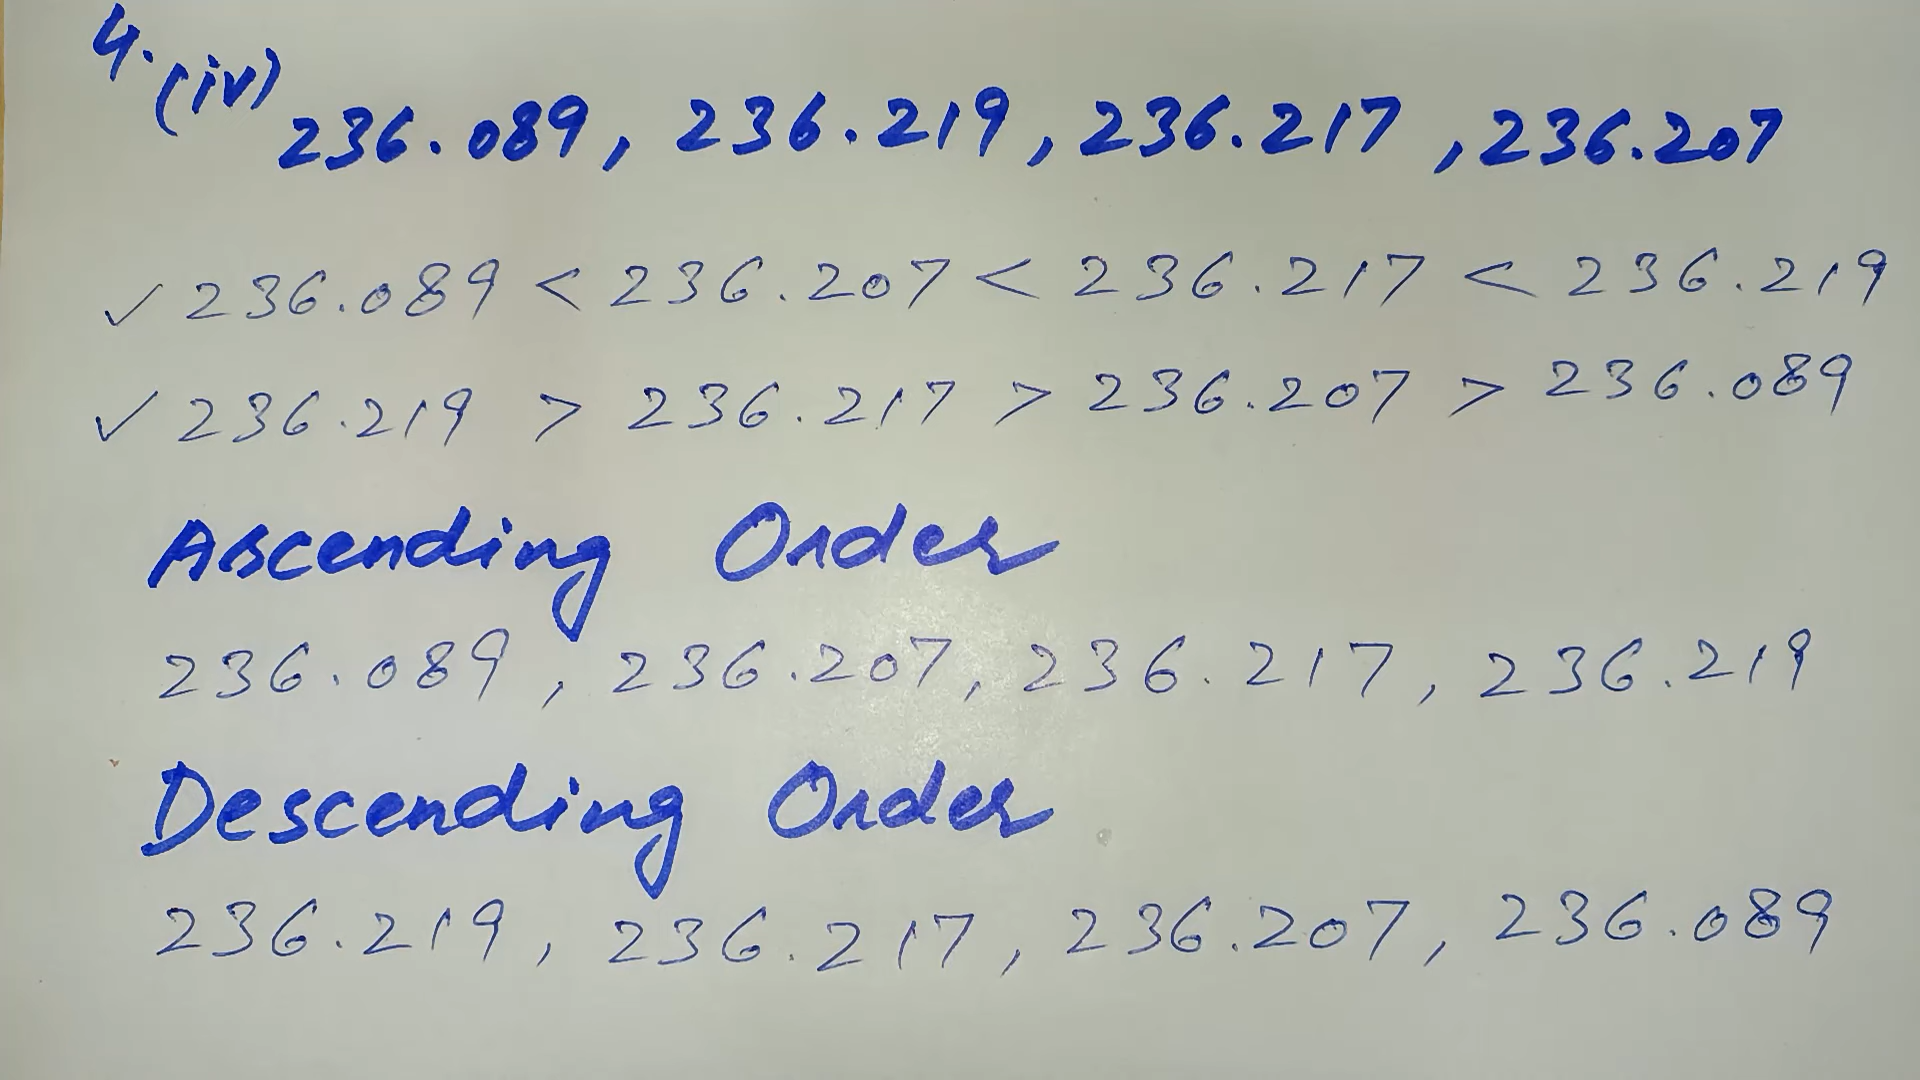 4. (iv) 236.089, 236.219, 236.217, 236.207
✓ 236.089 < 236.207 < 236.217 < 236.219
✓ 236.219 > 236.217 > 236.207 > 236.089
Ascending Order
236.089, 236.207, 236.217, 236.219
Descending Order
236.219, 236.217, 236.207, 236.089